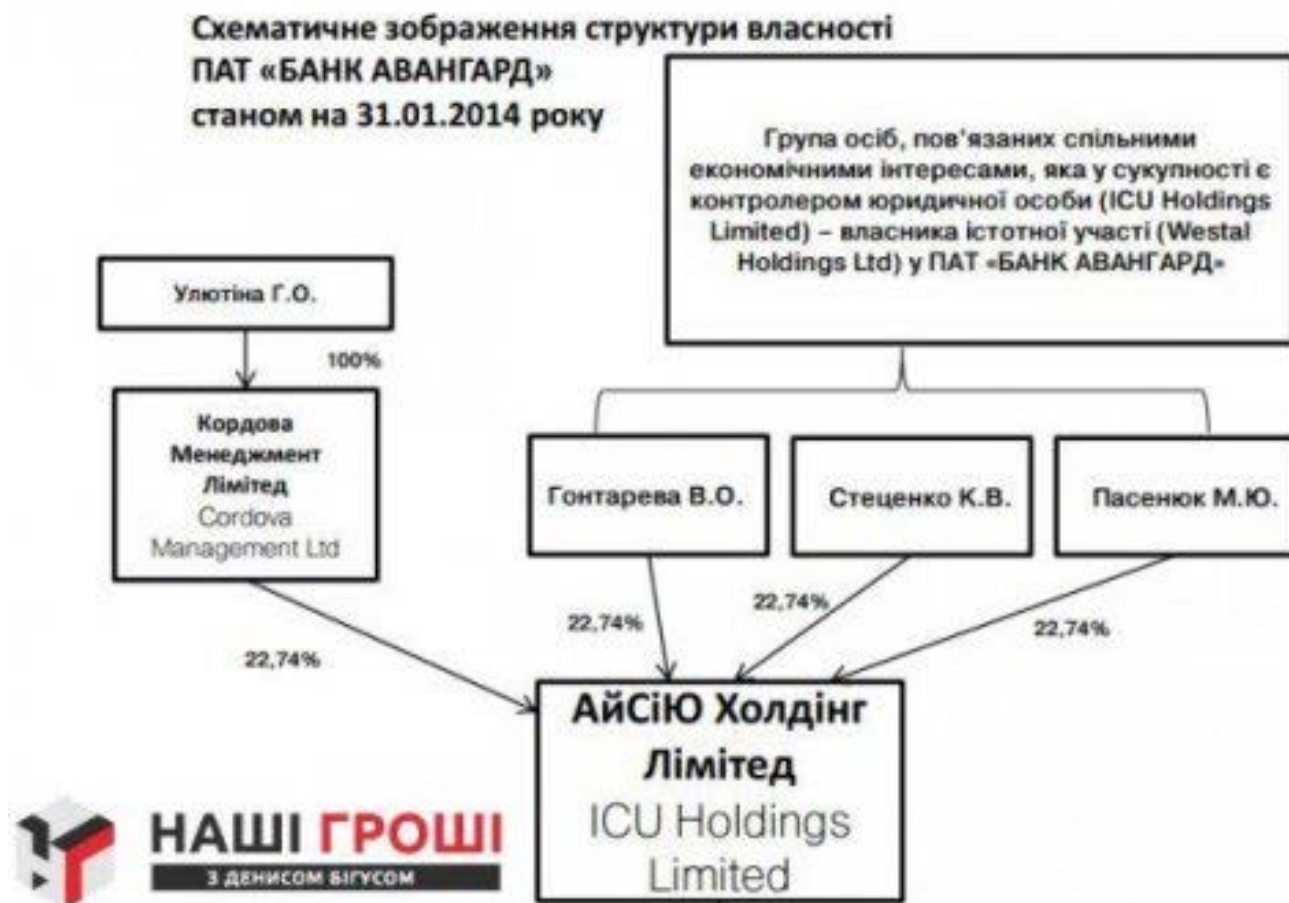 Схематичне зображення структури власності
ПАТ «БАНК АВАНГАРД»
станом на 31.01.2014 року
Група осіб, пов’язаних спільними
економічними інтересами, яка у сукупності є
контролером юридичної особи (ICU Holdings
Limited) – власника істотної участі (Westal
Holdings Ltd) у ПАТ «БАНК АВАНГАРД»
Улютіна Г.О.
100%
Кордова
Менеджмент
Лімітед
Cordova
Management Ltd
Гонтарева В.О.
Стеценко К.В.
Пасенюк М.Ю.
22,74%
22,74%
22,74%
22,74%
АйСіЮ Холдінг
Лімітед
ICU Holdings
Limited
НАШІ ГРОШІ
З ДЕНИСОМ БІГУСОМ